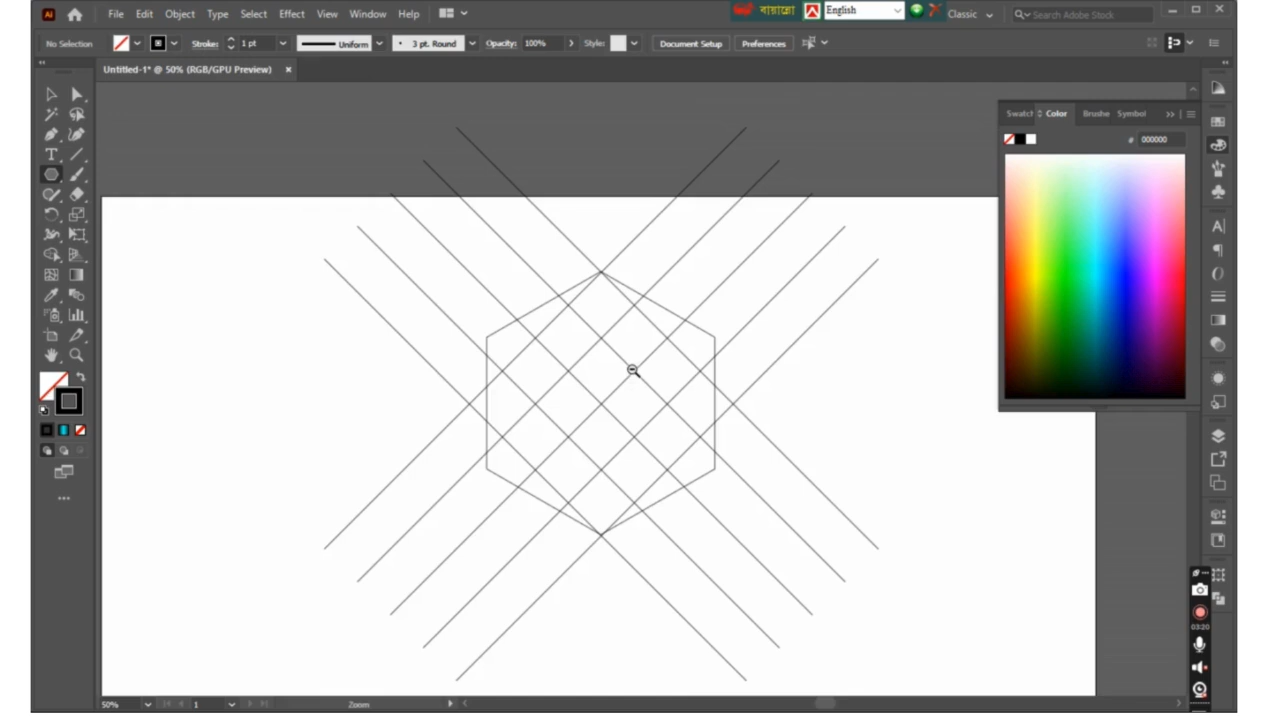 Ai File Edit Object Type Select Effect View Window Help বায়ান্নো English Classic Search Adobe Stock
No Selection Stroke: 1 pt Uniform 3 pt. Round Opacity: 100% Style: Document Setup Preferences
Untitled-1* @ 50% (RGB/GPU Preview)
Swatch Color Brushe Symbol
# 000000
03:20
50% 1 Zoom